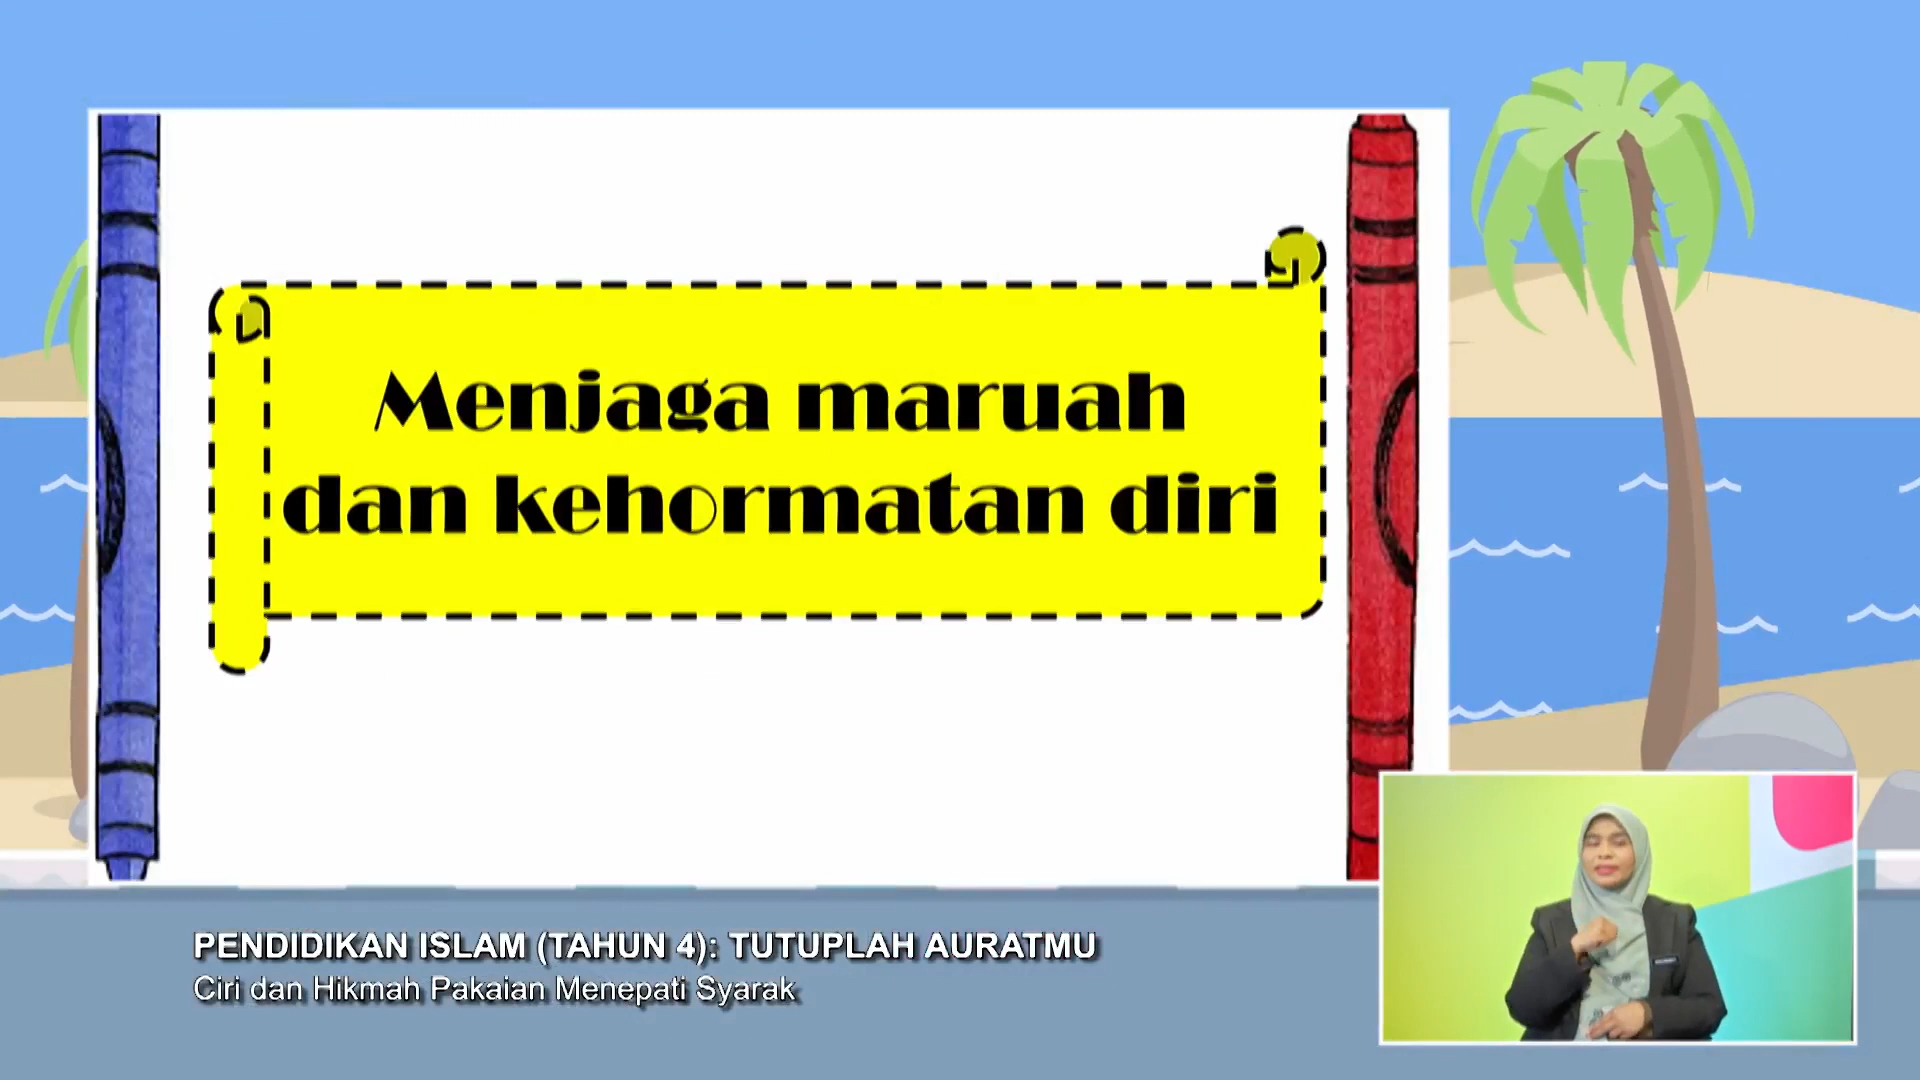 Menjaga maruah
dan kehormatan diri
PENDIDIKAN ISLAM (TAHUN 4): TUTUPLAH AURATMU
Ciri dan Hikmah Pakaian Menepati Syarak